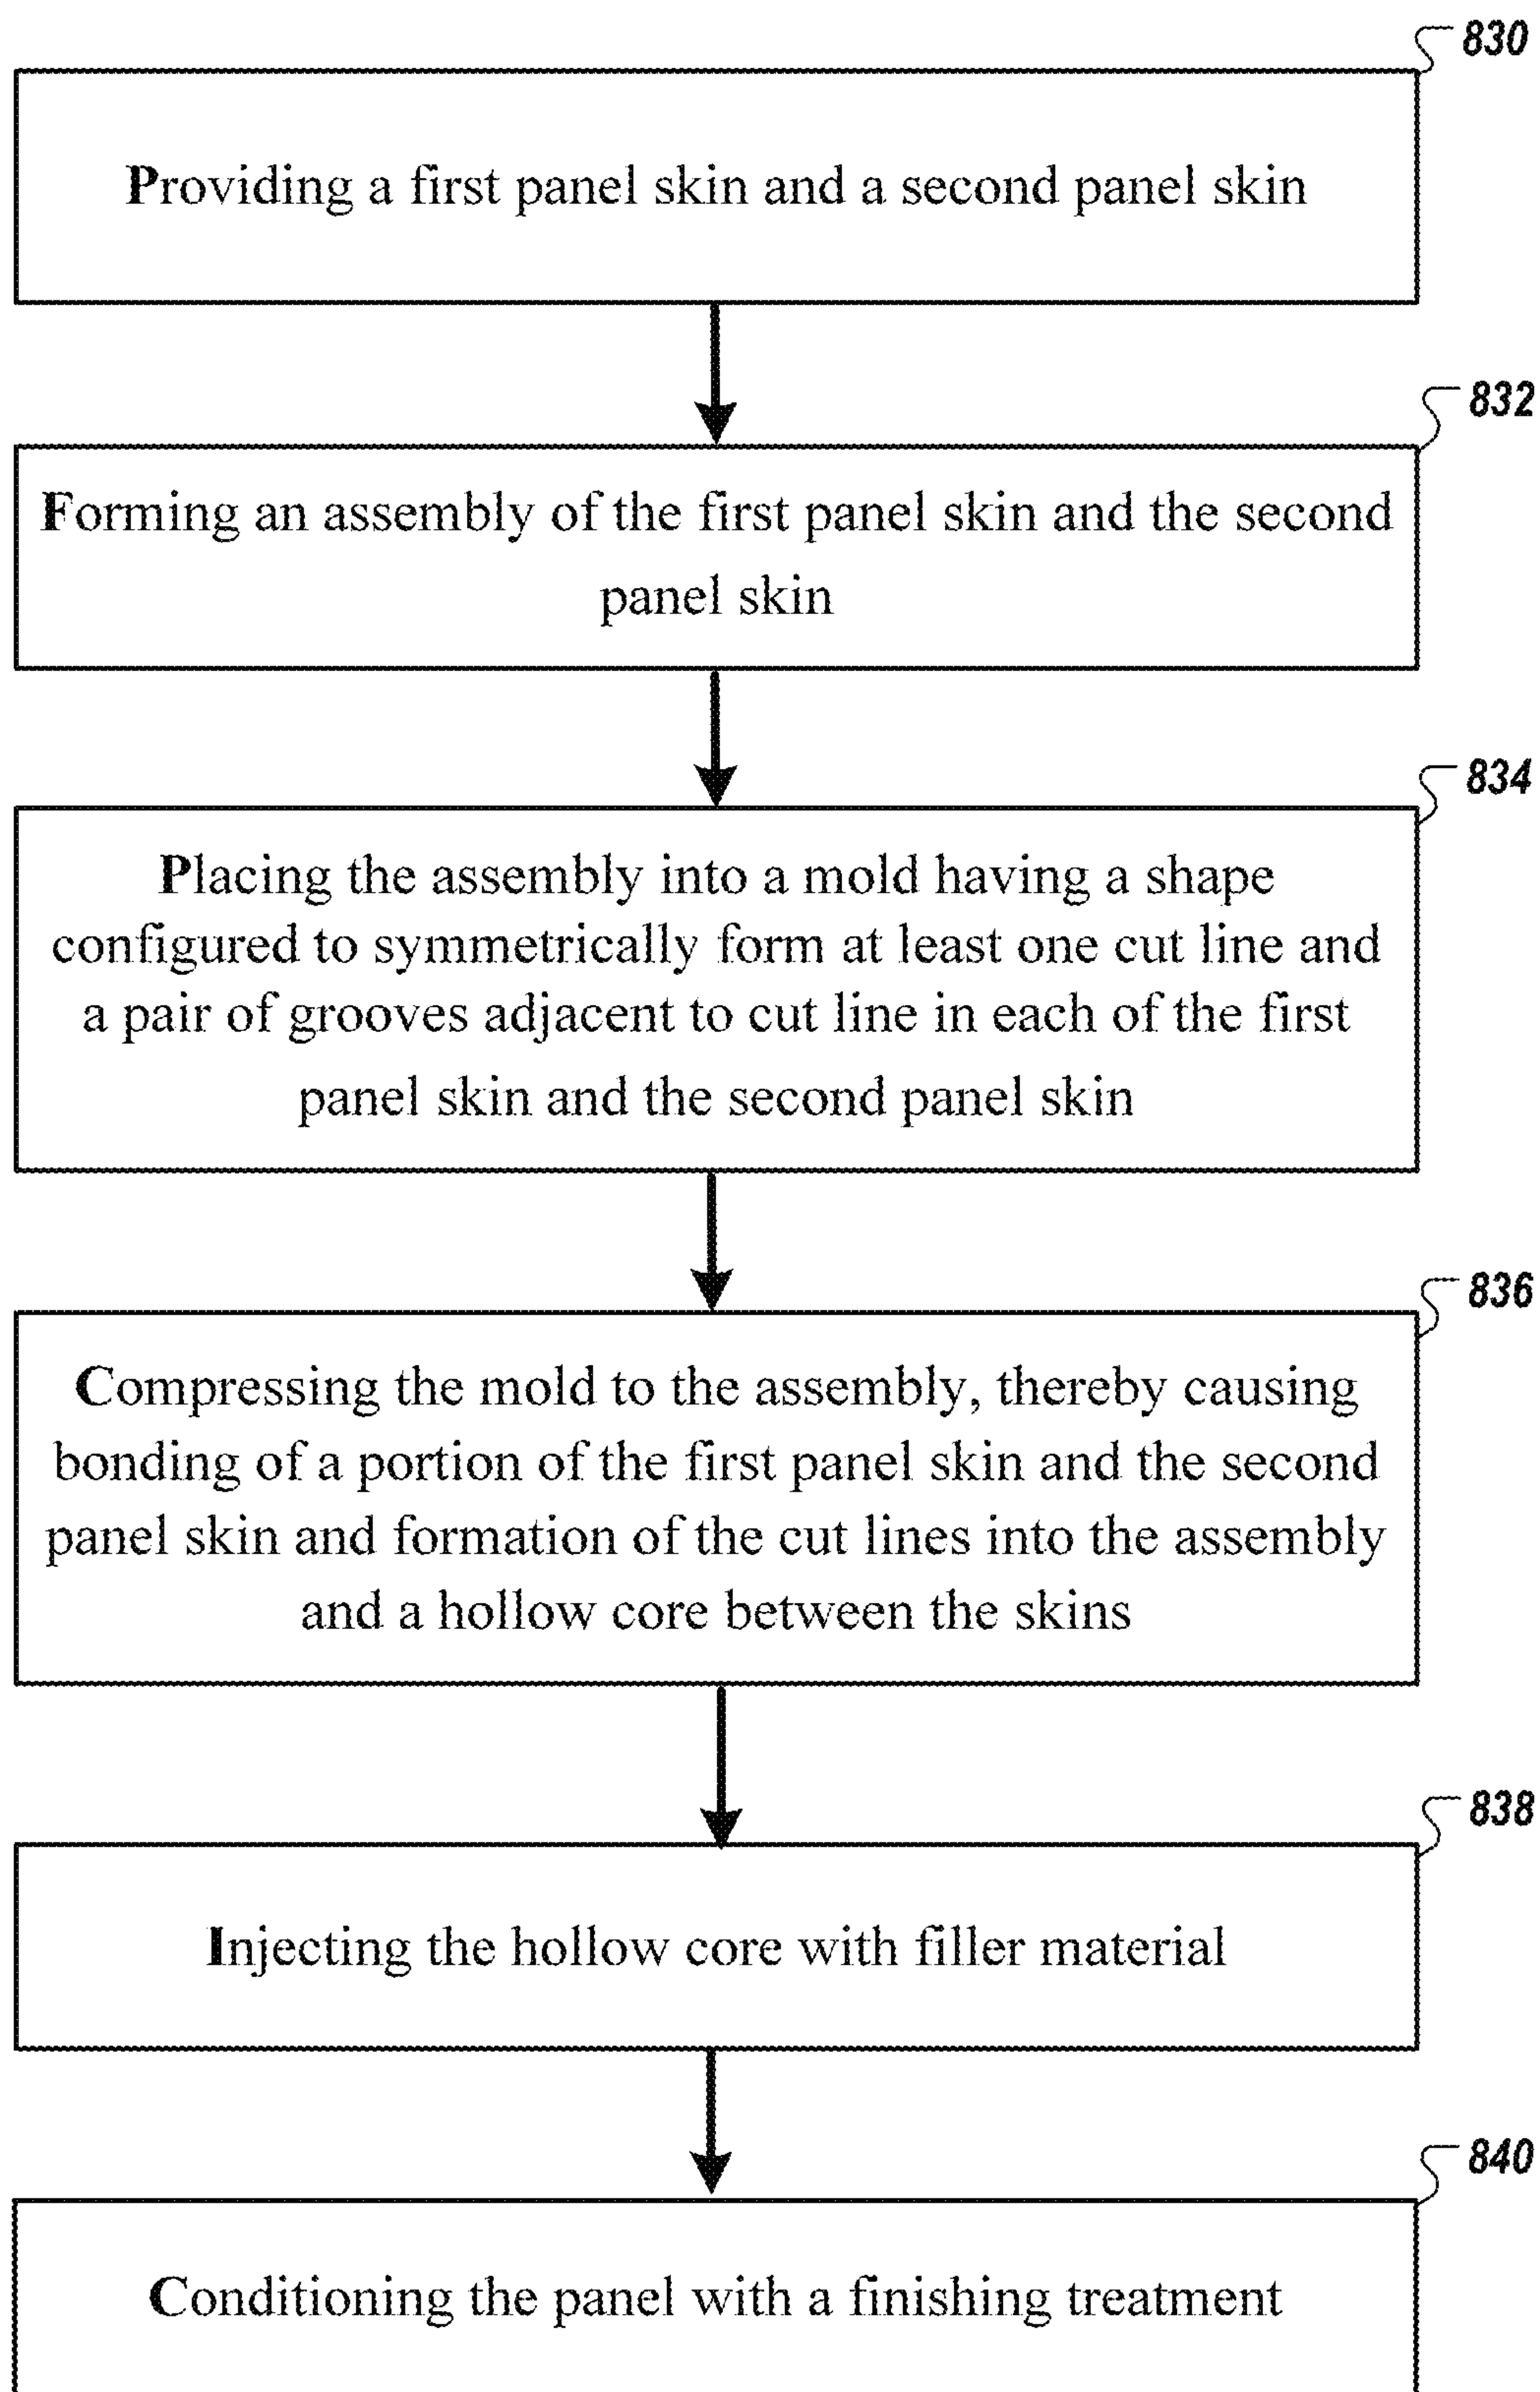 830
Providing a first panel skin and a second panel skin
832
Forming an assembly of the first panel skin and the second
panel skin
834
Placing the assembly into a mold having a shape
configured to symmetrically form at least one cut line and
a pair of grooves adjacent to cut line in each of the first
panel skin and the second panel skin
836
Compressing the mold to the assembly, thereby causing
bonding of a portion of the first panel skin and the second
panel skin and formation of the cut lines into the assembly
and a hollow core between the skins
838
Injecting the hollow core with filler material
840
Conditioning the panel with a finishing treatment